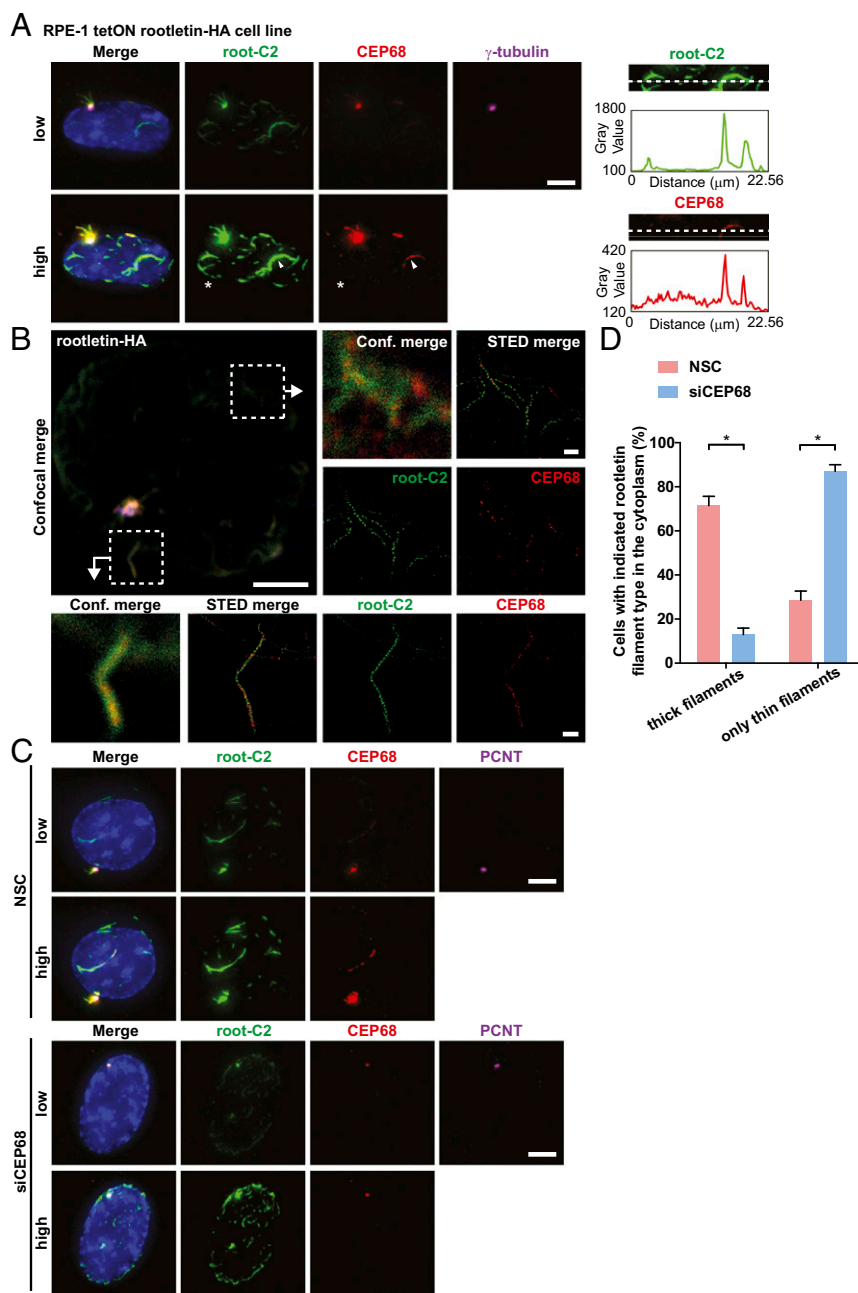 A RPE-1 tetON rootletin-HA cell line
Merge root-C2 CEP68 γ-tubulin
low
high
*
*
root-C2
1800
Gray Value
100
0 Distance (μm) 22.56
CEP68
420
Gray Value
120
0 Distance (μm) 22.56
B
Confocal merge
rootletin-HA
Conf. merge STED merge
root-C2 CEP68
Conf. merge STED merge root-C2 CEP68
C
NSC
Merge root-C2 CEP68 PCNT
low
high
siCEP68
Merge root-C2 CEP68 PCNT
low
high
D
NSC
siCEP68
Cells with indicated rootletin
filament type in the cytoplasm (%)
100
80
60
40
20
0
*
*
thick filaments
only thin filaments